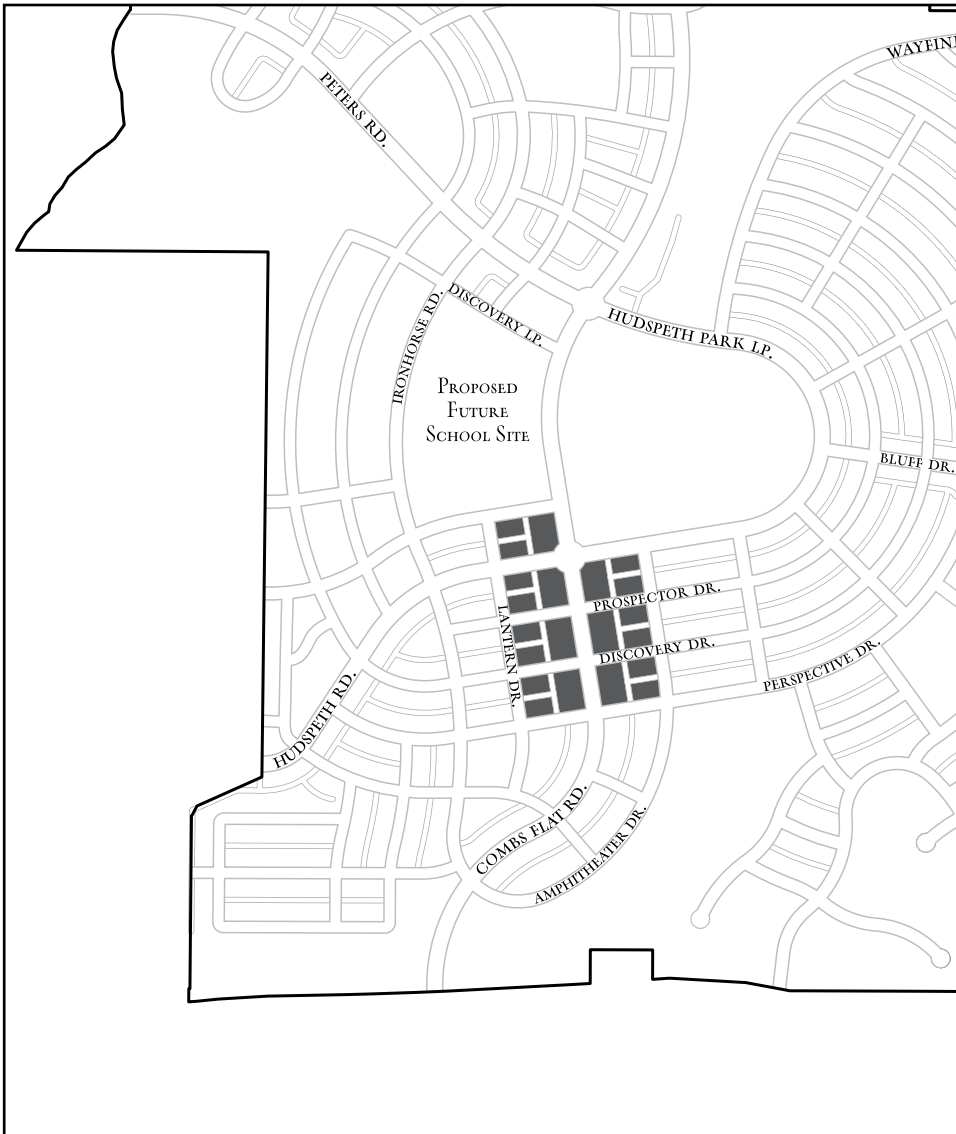 WAYFIN
PETERS RD.
DISCOVERY LP.
IRONHORSE RD.
HUDSPETH PARK LP.
Proposed
Future
School Site
BLUFF DR.
PROSPECTOR DR.
LANTERN DR.
DISCOVERY DR.
PERSPECTIVE DR.
HUDSPETH RD.
COMBS FLAT RD.
AMPHITHEATER DR.